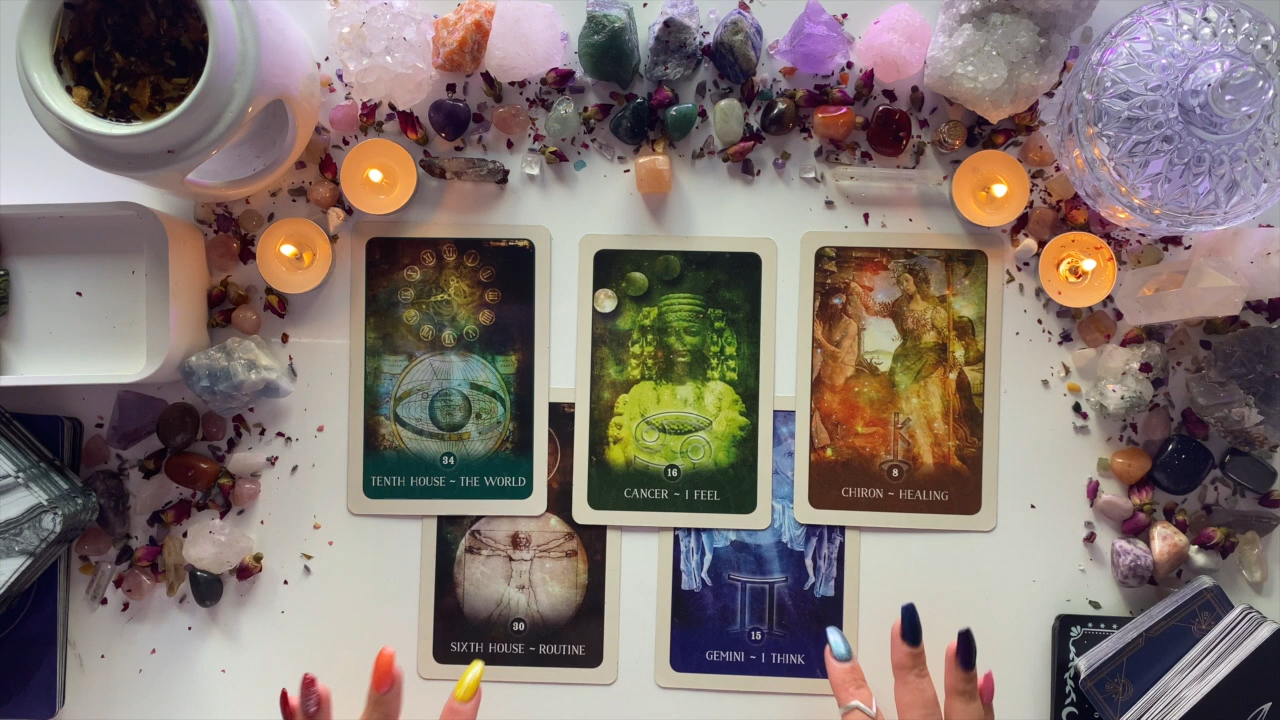 34
TENTH HOUSE ~ THE WORLD
16
CANCER ~ I FEEL
8
CHIRON ~ HEALING
30
SIXTH HOUSE ~ ROUTINE
15
GEMINI ~ I THINK